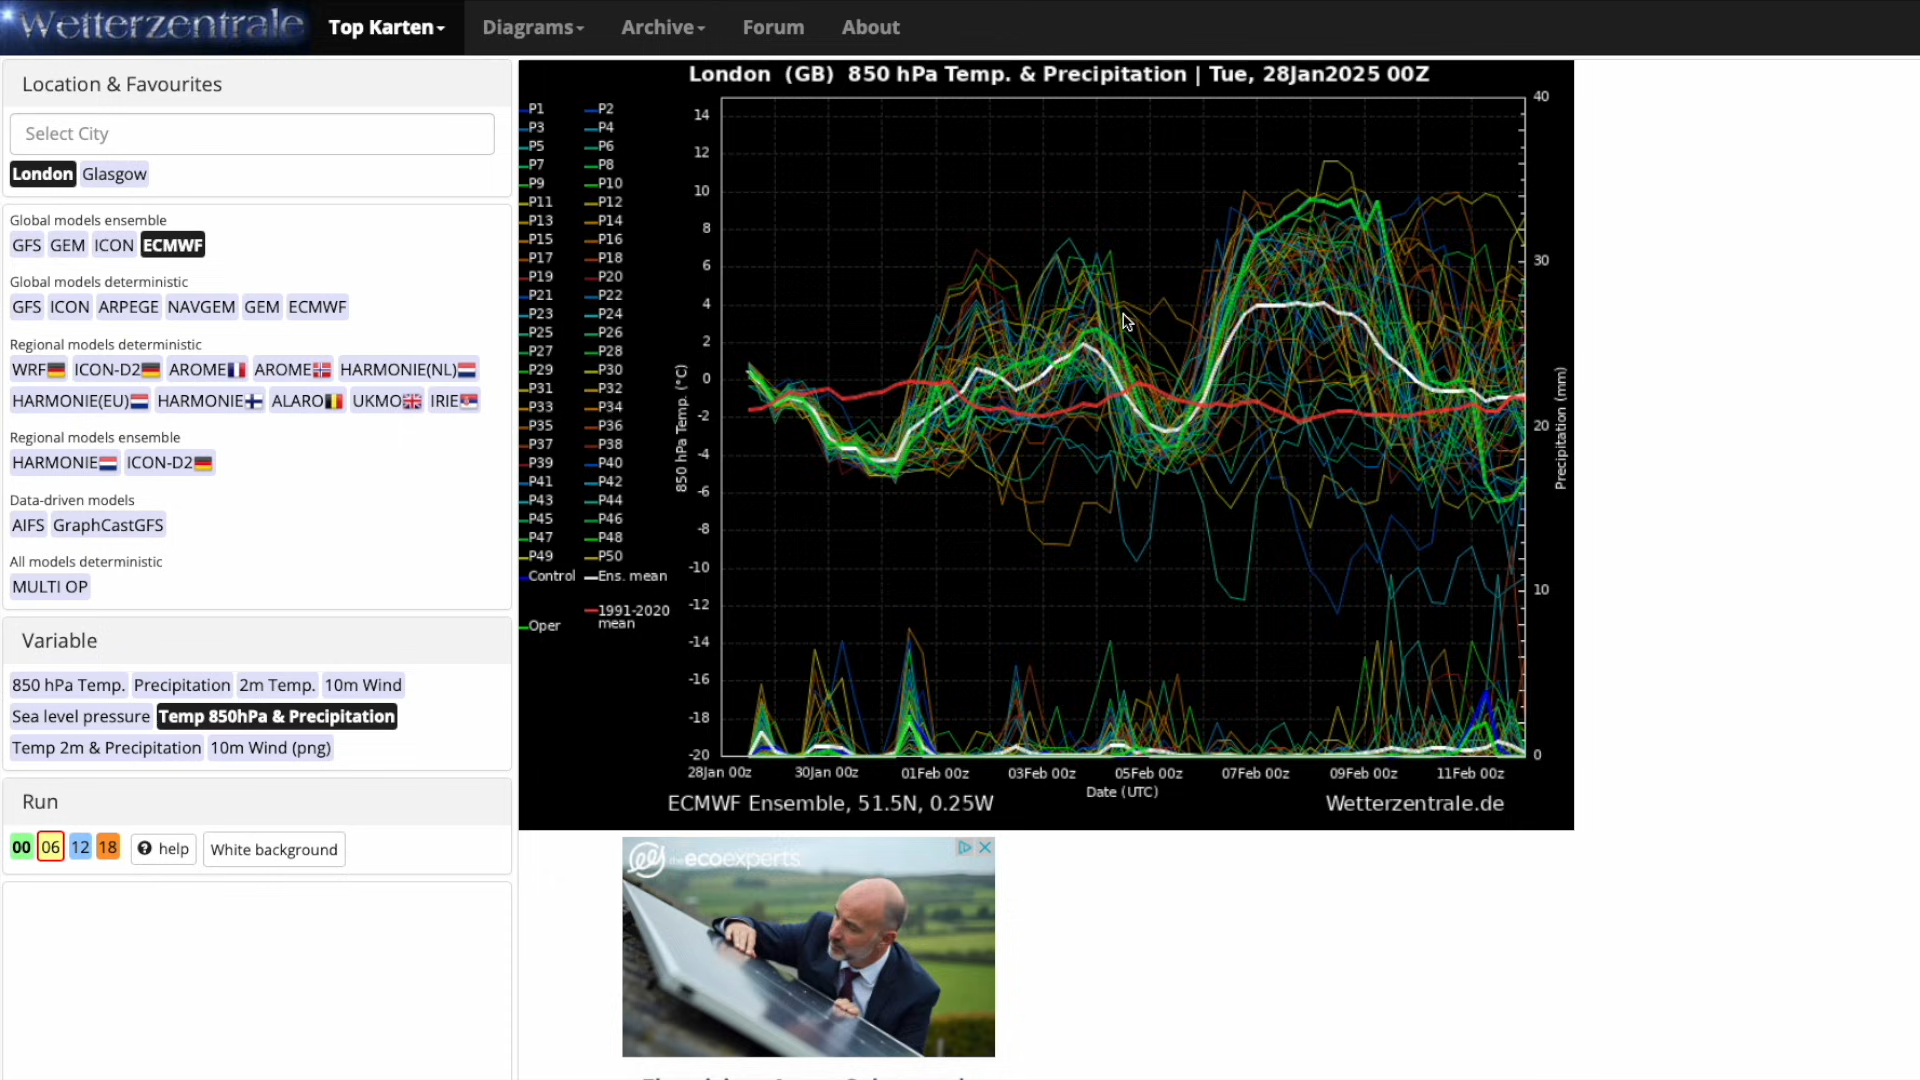 Wetterzentrale
Top Karten
Diagrams
Archive
Forum
About
Location & Favourites
Select City
London Glasgow
Global models ensemble
GFS GEM ICON ECMWF
Global models deterministic
GFS ICON ARPEGE NAVGEM GEM ECMWF
Regional models deterministic
WRF ICON-D2 AROME AROME HARMONIE(NL)
HARMONIE(EU) HARMONIE ALARO UKMO IRIE
Regional models ensemble
HARMONIE ICON-D2
Data-driven models
AIFS GraphCastGFS
All models deterministic
MULTI OP
Variable
850 hPa Temp. Precipitation 2m Temp. 10m Wind
Sea level pressure Temp 850hPa & Precipitation
Temp 2m & Precipitation 10m Wind (png)
Run
00 06 12 18 help White background
London (GB) 850 hPa Temp. & Precipitation | Tue, 28Jan2025 00Z
P1 P2
P3 P4
P5 P6
P7 P8
P9 P10
P11 P12
P13 P14
P15 P16
P17 P18
P19 P20
P21 P22
P23 P24
P25 P26
P27 P28
P29 P30
P31 P32
P33 P34
P35 P36
P37 P38
P39 P40
P41 P42
P43 P44
P45 P46
P47 P48
P49 P50
Control Ens. mean
1991-2020
mean
Oper
850 hPa Temp. (°C)
14
12
10
8
6
4
2
0
-2
-4
-6
-8
-10
-12
-14
-16
-18
-20
40
30
20
10
0
Precipitation (mm)
28Jan 00z 30Jan 00z 01Feb 00z 03Feb 00z 05Feb 00z 07Feb 00z 09Feb 00z 11Feb 00z
Date (UTC)
ECMWF Ensemble, 51.5N, 0.25W
Wetterzentrale.de
the ecoexperts